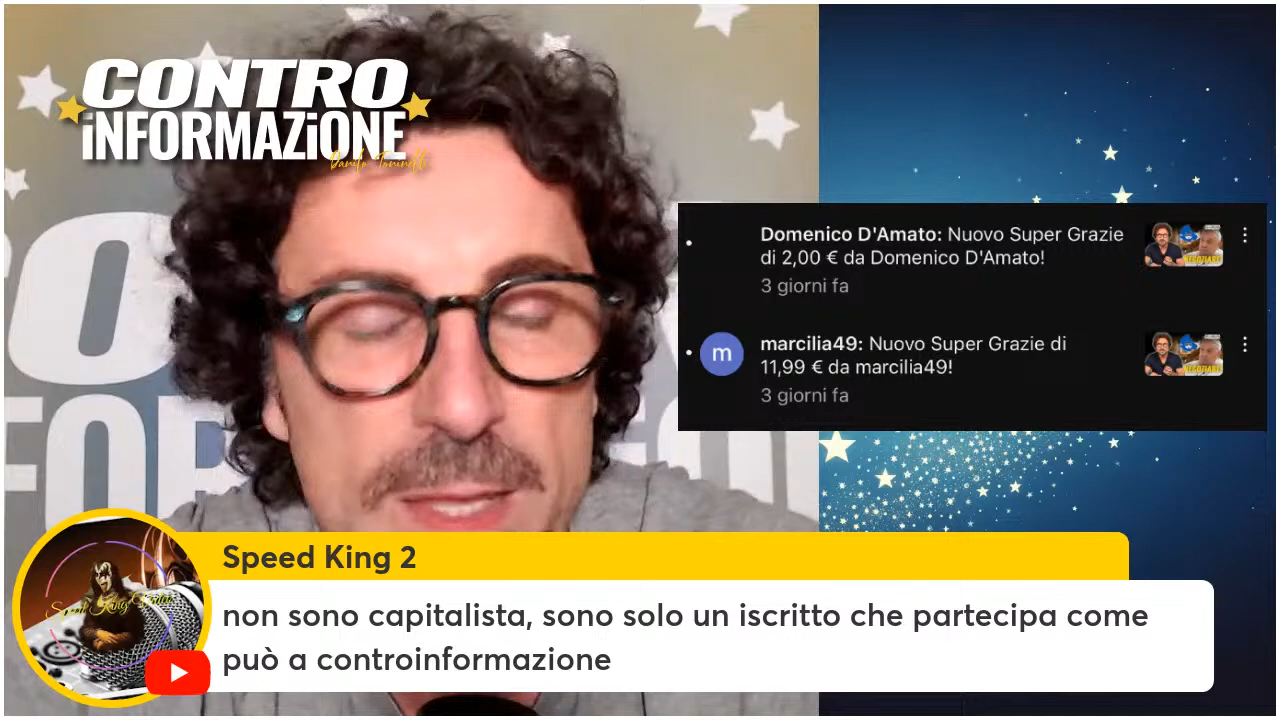 CONTRO
iNFORMAZiONE
Danilo Toninelli
Domenico D'Amato: Nuovo Super Grazie
di 2,00 € da Domenico D'Amato!
3 giorni fa
m
marcilia49: Nuovo Super Grazie di
11,99 € da marcilia49!
3 giorni fa
Speed King 2
non sono capitalista, sono solo un iscritto che partecipa come
può a controinformazione